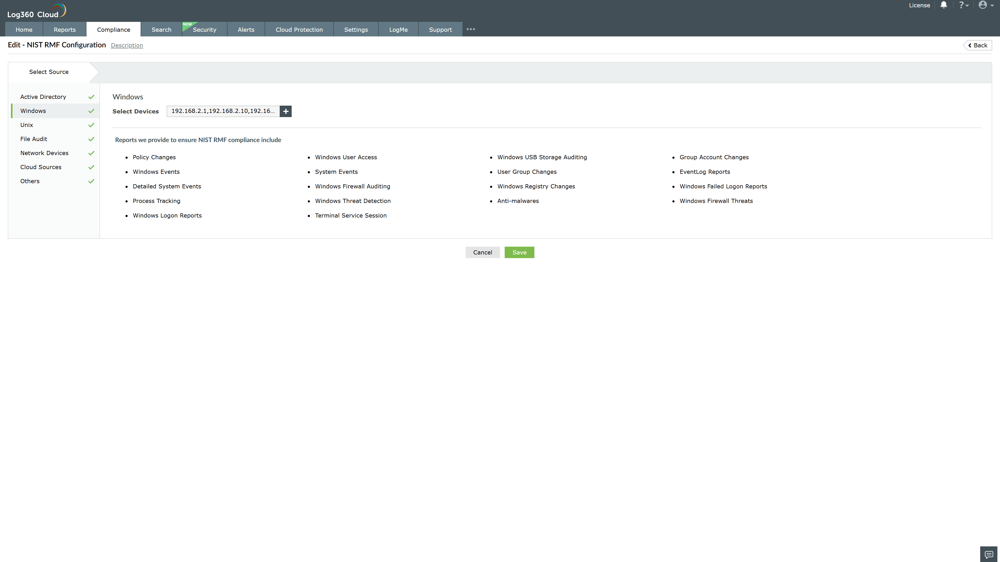 License
?
Log360 Cloud
Home Reports Compliance Search NEW Security Alerts Cloud Protection Settings LogMe Support
Edit - NIST RMF Configuration Description
Back
Select Source
Active Directory
Windows
Unix
File Audit
Network Devices
Cloud Sources
Others
Windows
Select Devices 192.168.2.1,192.168.2.10,192.16... +
Reports we provide to ensure NIST RMF compliance include
• Policy Changes • Windows User Access • Windows USB Storage Auditing • Group Account Changes
• Windows Events • System Events • User Group Changes • EventLog Reports
• Detailed System Events • Windows Firewall Auditing • Windows Registry Changes • Windows Failed Logon Reports
• Process Tracking • Windows Threat Detection • Anti-malwares • Windows Firewall Threats
• Windows Logon Reports • Terminal Service Session
Cancel Save